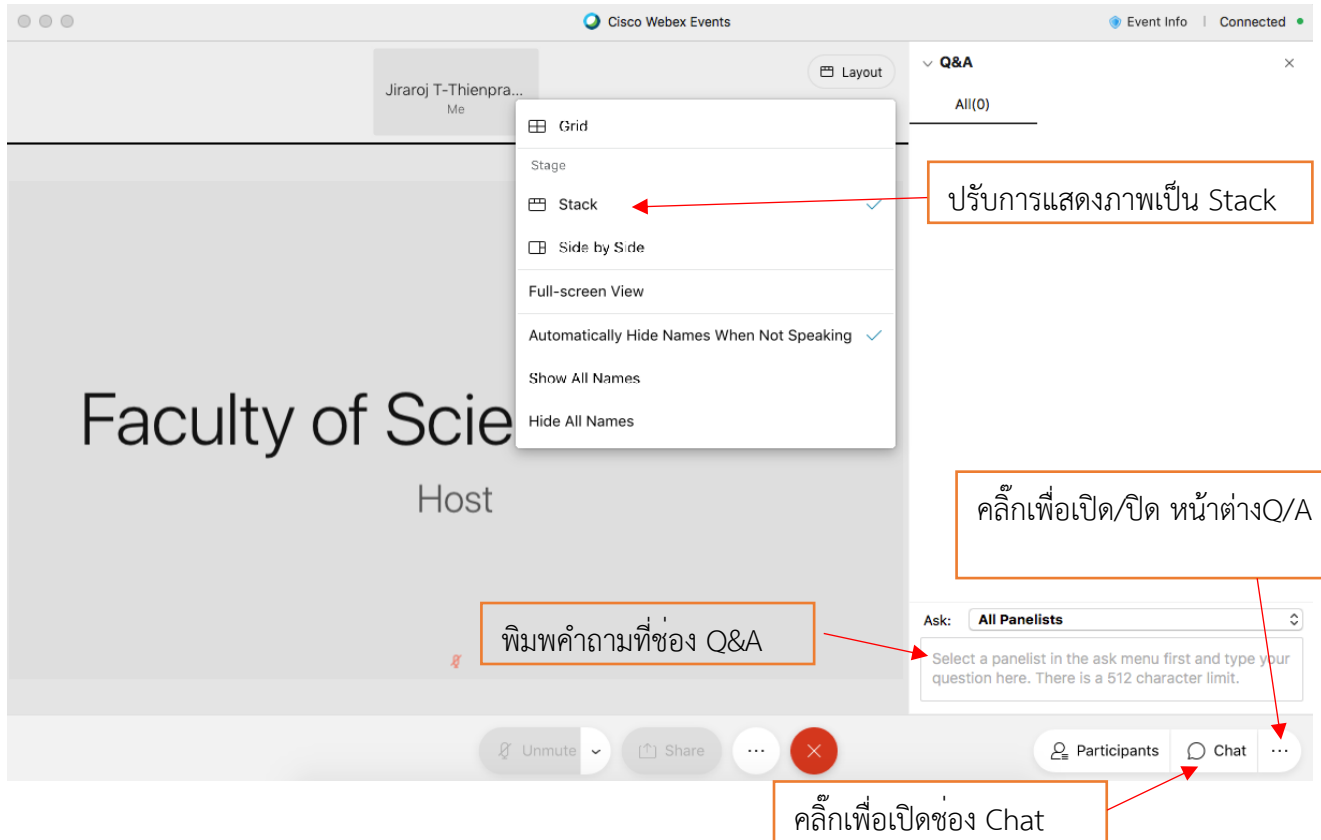 Cisco Webex Events
Event Info | Connected
Layout
Q&A
All(0)
Jiraroj T-Thienpra...
Me
Grid
Stage
Stack
Side by Side
Full-screen View
Automatically Hide Names When Not Speaking
Show All Names
Hide All Names
ปรับการแสดงภาพเป็น Stack
Faculty of Scie
Host
คลิ๊กเพื่อเปิด/ปิด หน้าต่างQ/A
พิมพคำถามที่ช่อง Q&A
Ask: All Panelists
Select a panelist in the ask menu first and type your
question here. There is a 512 character limit.
Unmute
Share
Participants
Chat
คลิ๊กเพื่อเปิดช่อง Chat